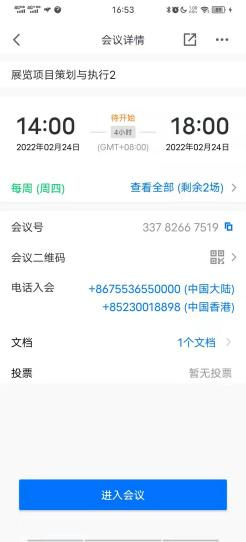 16:53
会议详情
展览项目策划与执行2
待开始
14:00 4小时 18:00
2022年02月24日 (GMT+08:00) 2022年02月24日
每周 (周四) 查看全部 (剩余2场)
会议号 337 8266 7519
会议二维码
电话入会 +8675536550000 (中国大陆)
+85230018898 (中国香港)
文档 1个文档
投票 暂无投票
进入会议